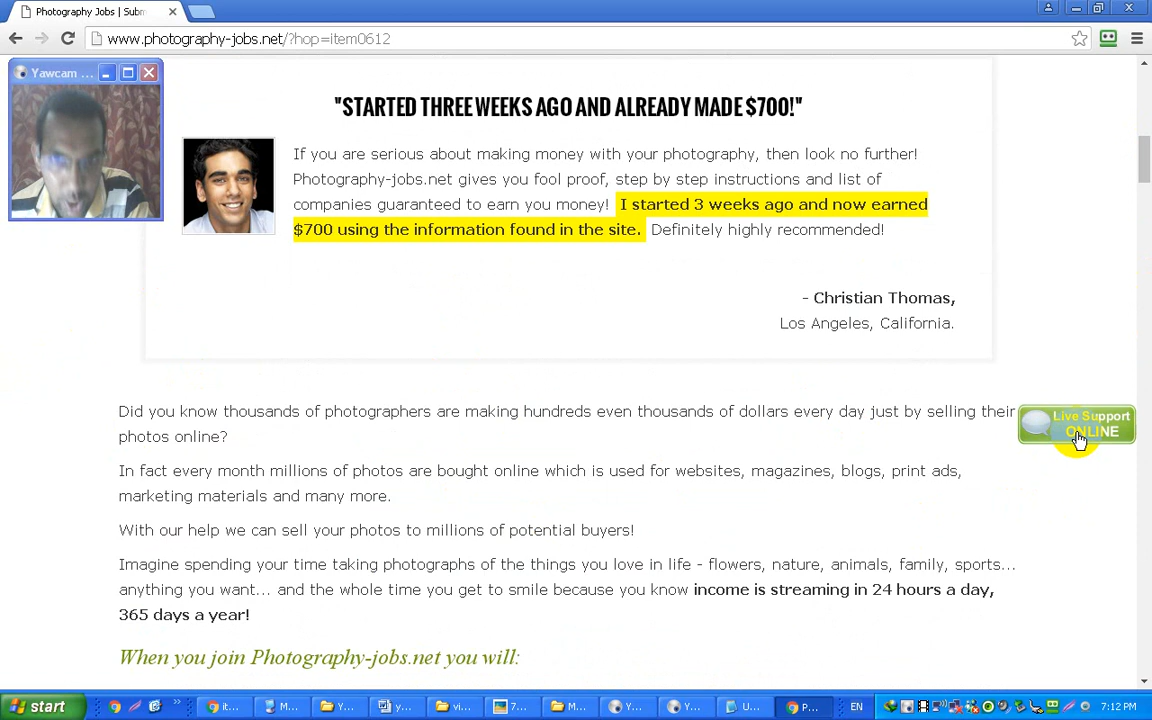 Photography Jobs | Subm
www.photography-jobs.net/?hop=item0612
Yawcam ...
"STARTED THREE WEEKS AGO AND ALREADY MADE $700!"
If you are serious about making money with your photography, then look no further!
Photography-jobs.net gives you fool proof, step by step instructions and list of
companies guaranteed to earn you money! I started 3 weeks ago and now earned
$700 using the information found in the site. Definitely highly recommended!
- Christian Thomas,
Los Angeles, California.
Did you know thousands of photographers are making hundreds even thousands of dollars every day just by selling their
photos online?
Live Support
ONLINE
In fact every month millions of photos are bought online which is used for websites, magazines, blogs, print ads,
marketing materials and many more.
With our help we can sell your photos to millions of potential buyers!
Imagine spending your time taking photographs of the things you love in life - flowers, nature, animals, family, sports...
anything you want... and the whole time you get to smile because you know income is streaming in 24 hours a day,
365 days a year!
When you join Photography-jobs.net you will:
start
»
it...
M...
Y...
y...
vi...
7...
M...
Y...
Y...
U...
P...
EN
7:12 PM